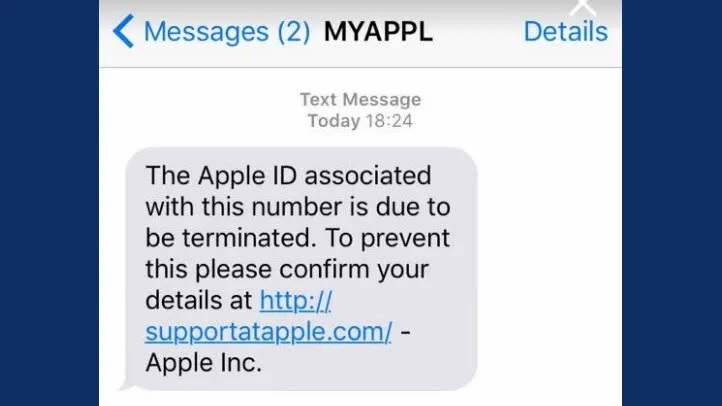 Messages (2) MYAPPL Details
Text Message
Today 18:24
The Apple ID associated
with this number is due to
be terminated. To prevent
this please confirm your
details at http://
supportatapple.com/ -
Apple Inc.